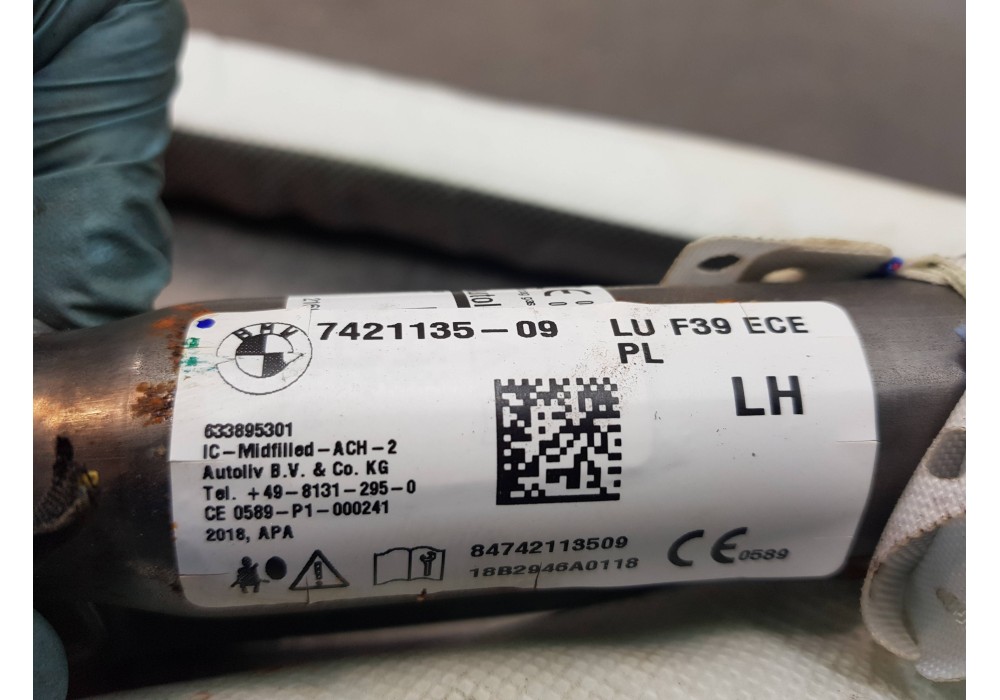 BMW
7421135-09 LU F39 ECE
PL
LH
633895301
IC-Midfilled-ACH-2
Autoliv B.V. & Co. KG
Tel. +49-8131-295-0
CE 0589-P1-000241
2018, APA
84742113509
18B2946A0118
CE 0589